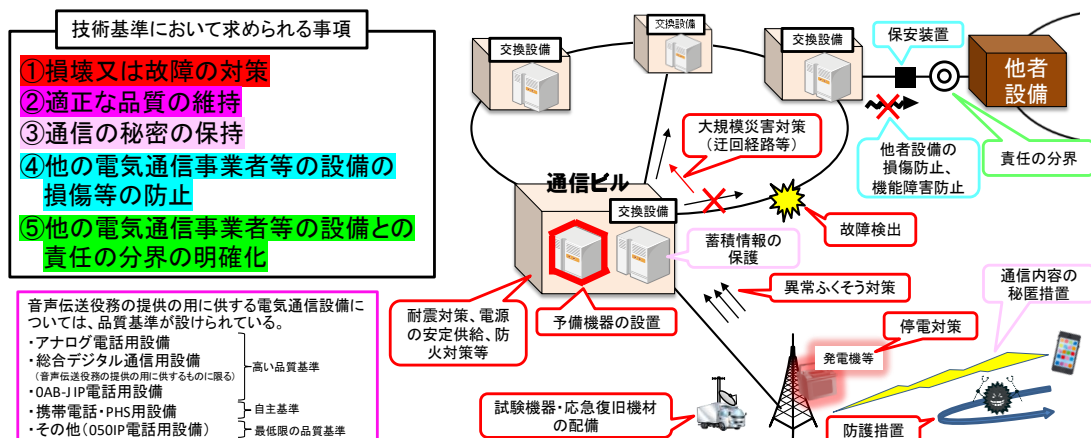 技術基準において求められる事項
①損壊又は故障の対策
②適正な品質の維持
③通信の秘密の保持
④他の電気通信事業者等の設備の
損傷等の防止
⑤他の電気通信事業者等の設備との
責任の分界の明確化
音声伝送役務の提供の用に供する電気通信設備に
ついては、品質基準が設けられている。
・アナログ電話用設備
・総合デジタル通信用設備
(音声伝送役務の提供の用に供するものに限る)
・0AB-J IP電話用設備
高い品質基準
・携帯電話・PHS用設備
自主基準
・その他(050IP電話用設備)
最低限の品質基準
交換設備
交換設備
交換設備
保安装置
他者
設備
大規模災害対策
(迂回経路等)
他者設備の
損傷防止、
機能障害防止
責任の分界
通信ビル
交換設備
故障検出
蓄積情報の
保護
耐震対策、電源
の安定供給、防
火対策等
予備機器の設置
異常ふくそう対策
通信内容の
秘匿措置
停電対策
発電機等
試験機器・応急復旧機材
の配備
防護措置